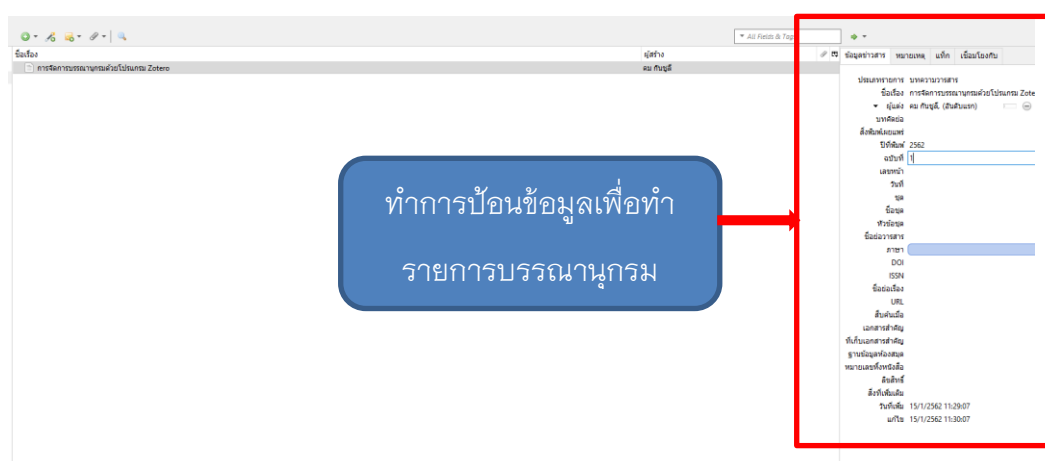 All Fields & Tags
ชื่อเรื่อง
ผู้สร้าง
การจัดการบรรณานุกรมด้วยโปรแกรม Zotero
คม กันชูลี
ทำการป้อนข้อมูลเพื่อทำ
รายการบรรณานุกรม
ข้อมูลข่าวสาร หมายเหตุ แท็ก เชื่อมโยงกับ
ประเภทรายการ บทความวารสาร
ชื่อเรื่อง การจัดการบรรณานุกรมด้วยโปรแกรม Zote
ผู้แต่ง คม กันชูลี, (อันดับแรก)
บทคัดย่อ
สิ่งพิมพ์เผยแพร่
ปีที่พิมพ์ 2562
ฉบับที่ 1
เลขหน้า
วันที่
ชุด
ชื่อชุด
หัวข้อชุด
ชื่อย่อวารสาร
ภาษา
DOI
ISSN
ชื่อย่อเรื่อง
URL
สืบค้นเมื่อ
เอกสารสำคัญ
ที่เก็บเอกสารสำคัญ
ฐานข้อมูลห้องสมุด
หมายเลขหิ้งหนังสือ
ลิขสิทธิ์
สิ่งที่เพิ่มเติม
วันที่เพิ่ม 15/1/2562 11:29:07
แก้ไข 15/1/2562 11:30:07